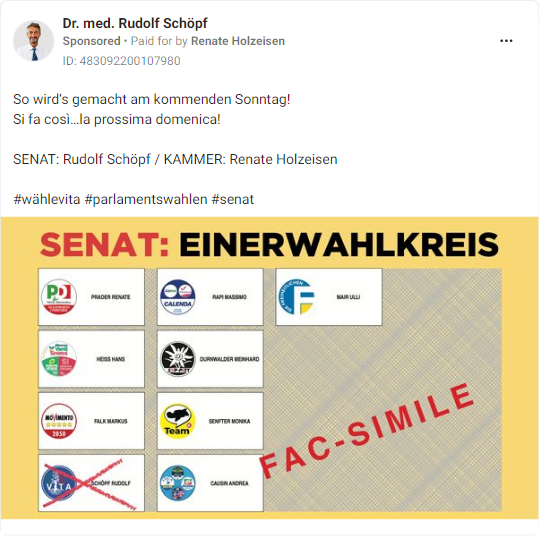 Dr. med. Rudolf Schöpf
Sponsored • Paid for by Renate Holzeisen
ID: 483092200107980
So wird's gemacht am kommenden Sonntag!
Si fa così...la prossima domenica!
SENAT: Rudolf Schöpf / KAMMER: Renate Holzeisen
#wählevita #parlamentswahlen #senat
SENAT: EINERWAHLKREIS
PD
PRADER RENATE
Azione
CALENDA
RAPI MASSIMO
DIE FREIHEITLICHEN
F
MAIR ULLI
HEISS HANS
DURNWALDER MEINHARD
MOVIMENTO
2050
FALK MARKUS
Team
SENFTER MONIKA
VITA
SCHÖPF RUDOLF
CAUSIN ANDREA
FAC-SIMILE